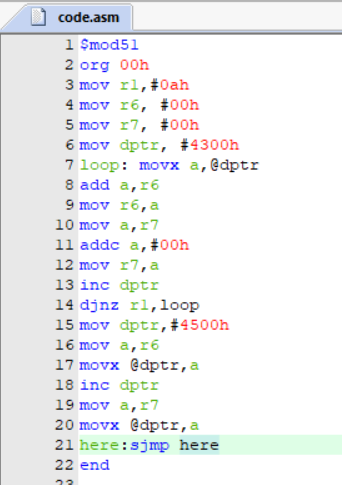 code.asm
1 $mod51
2 org 00h
3 mov r1,#0ah
4 mov r6, #00h
5 mov r7, #00h
6 mov dptr, #4300h
7 loop: movx a,@dptr
8 add a,r6
9 mov r6,a
10 mov a,r7
11 addc a,#00h
12 mov r7,a
13 inc dptr
14 djnz r1,loop
15 mov dptr,#4500h
16 mov a,r6
17 movx @dptr,a
18 inc dptr
19 mov a,r7
20 movx @dptr,a
21 here:sjmp here
22 end
23